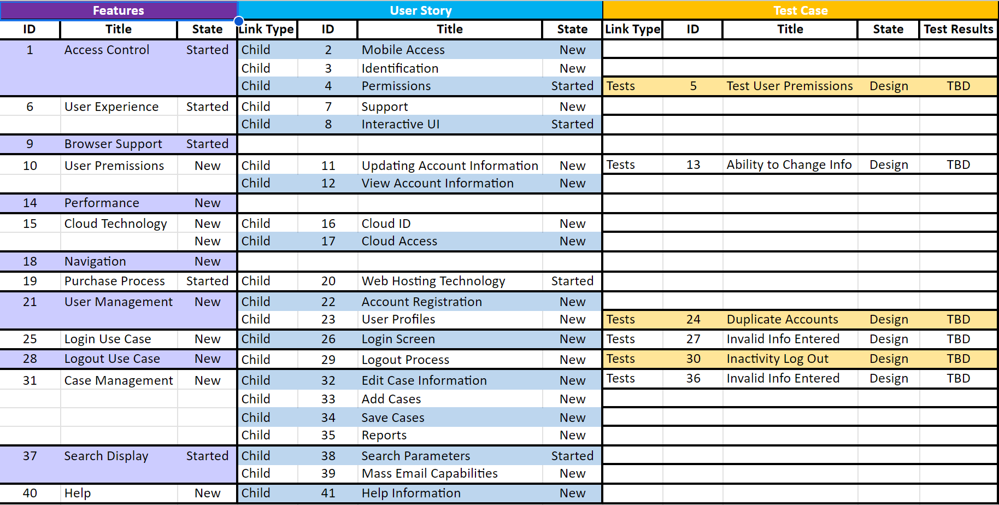 Features User Story Test Case
ID Title State Link Type ID Title State Link Type ID Title State Test Results
1 Access Control Started Child 2 Mobile Access New
Child 3 Identification New
Child 4 Permissions Started Tests 5 Test User Premissions Design TBD
6 User Experience Started Child 7 Support New
Child 8 Interactive UI Started
9 Browser Support Started
10 User Premissions New Child 11 Updating Account Information New Tests 13 Ability to Change Info Design TBD
Child 12 View Account Information New
14 Performance New
15 Cloud Technology New Child 16 Cloud ID New
New Child 17 Cloud Access New
18 Navigation New
19 Purchase Process Started Child 20 Web Hosting Technology Started
21 User Management New Child 22 Account Registration New
Child 23 User Profiles New Tests 24 Duplicate Accounts Design TBD
25 Login Use Case New Child 26 Login Screen New Tests 27 Invalid Info Entered Design TBD
28 Logout Use Case New Child 29 Logout Process New Tests 30 Inactivity Log Out Design TBD
31 Case Management New Child 32 Edit Case Information New Tests 36 Invalid Info Entered Design TBD
Child 33 Add Cases New
Child 34 Save Cases New
Child 35 Reports New
37 Search Display Started Child 38 Search Parameters Started
Child 39 Mass Email Capabilities New
40 Help New Child 41 Help Information New